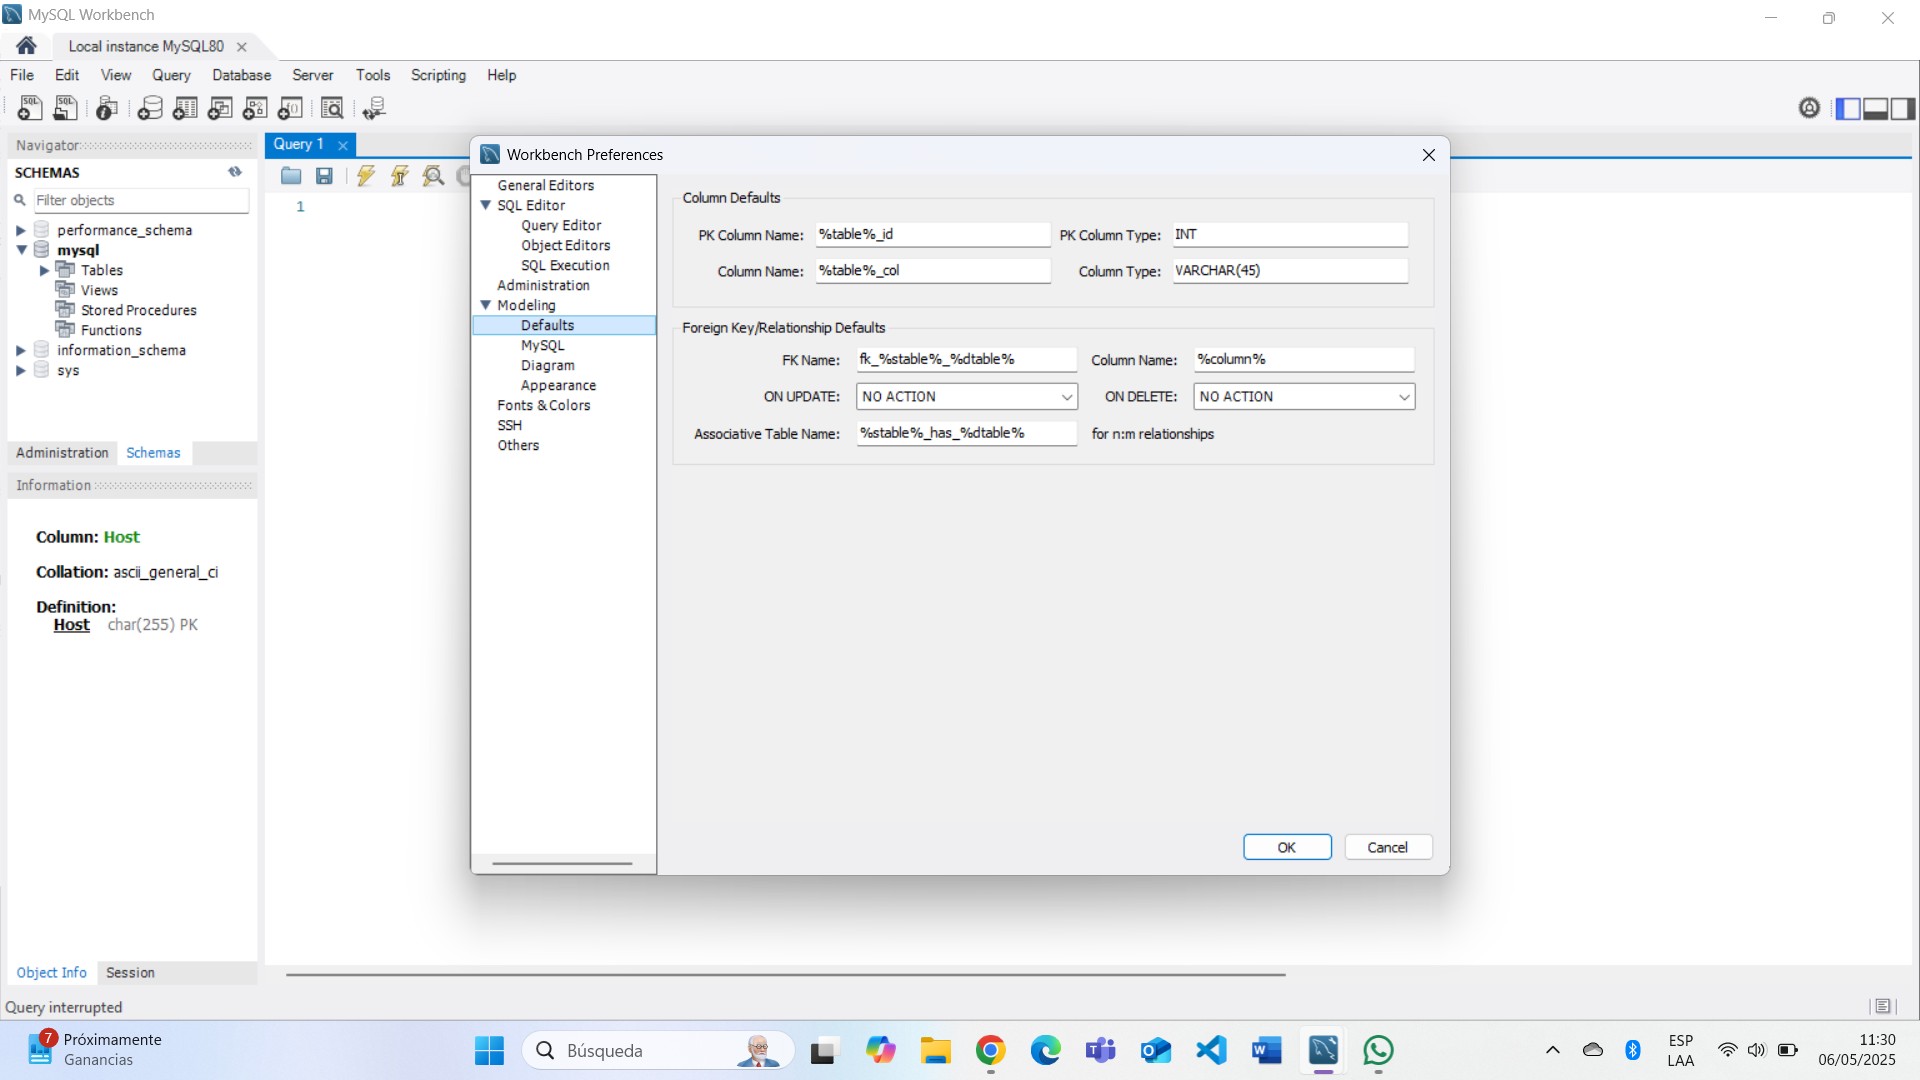 MySQL Workbench
Local instance MySQL80
File Edit View Query Database Server Tools Scripting Help
Navigator
SCHEMAS
Filter objects
performance_schema
mysql
Tables
Views
Stored Procedures
Functions
information_schema
sys
Administration Schemas
Information
Column: Host
Collation: ascii_general_ci
Definition:
Host char(255) PK
Object Info Session
Query interrupted
Query 1
1
Workbench Preferences
General Editors
SQL Editor
Query Editor
Object Editors
SQL Execution
Administration
Modeling
Defaults
MySQL
Diagram
Appearance
Fonts & Colors
SSH
Others
Column Defaults
PK Column Name: %table%_id PK Column Type: INT
Column Name: %table%_col Column Type: VARCHAR(45)
Foreign Key/Relationship Defaults
FK Name: fk_%stable%_%dtable% Column Name: %column%
ON UPDATE: NO ACTION ON DELETE: NO ACTION
Associative Table Name: %stable%_has_%dtable% for n:m relationships
OK Cancel
7
Próximamente
Ganancias
Búsqueda
ESP
LAA
11:30
06/05/2025